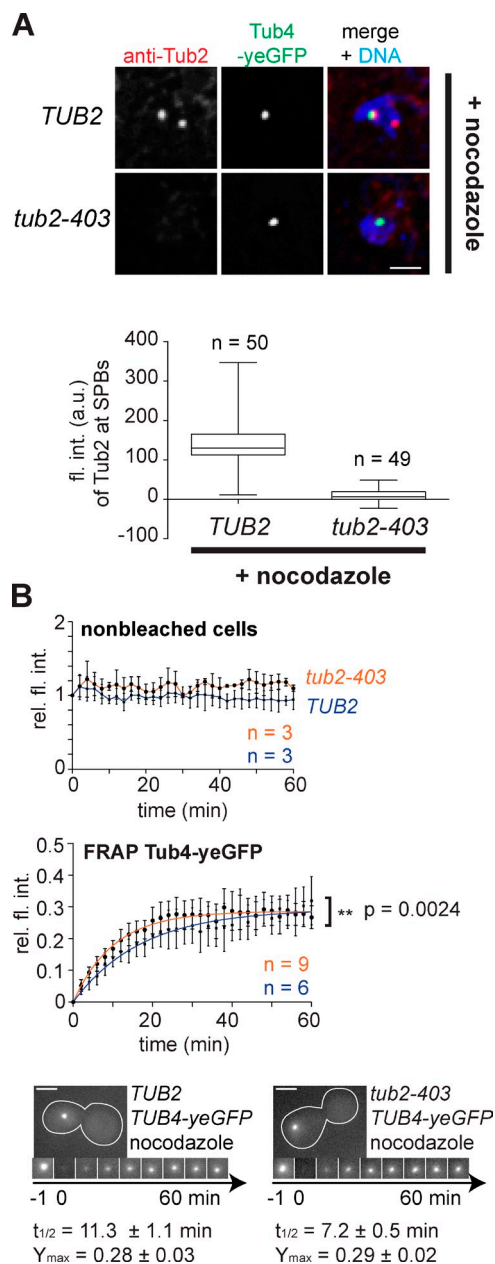 A
anti-Tub2
Tub4
-yeGFP
merge
+ DNA
TUB2
tub2-403
+ nocodazole
fl. int. (a.u.)
of Tub2 at SPBs
400
300
200
100
0
-100
n = 50
n = 49
TUB2
tub2-403
+ nocodazole
B
nonbleached cells
rel. fl. int.
2
1
0
tub2-403
TUB2
n = 3
n = 3
0
20
40
60
time (min)
FRAP Tub4-yeGFP
rel. fl. int.
0.5
0.4
0.3
0.2
0.1
0
** p = 0.0024
n = 9
n = 6
0
20
40
60
time (min)
TUB2
TUB4-yeGFP
nocodazole
-1 0 60 min
t1/2 = 11.3 ± 1.1 min
Ymax = 0.28 ± 0.03
tub2-403
TUB4-yeGFP
nocodazole
-1 0 60 min
t1/2 = 7.2 ± 0.5 min
Ymax = 0.29 ± 0.02